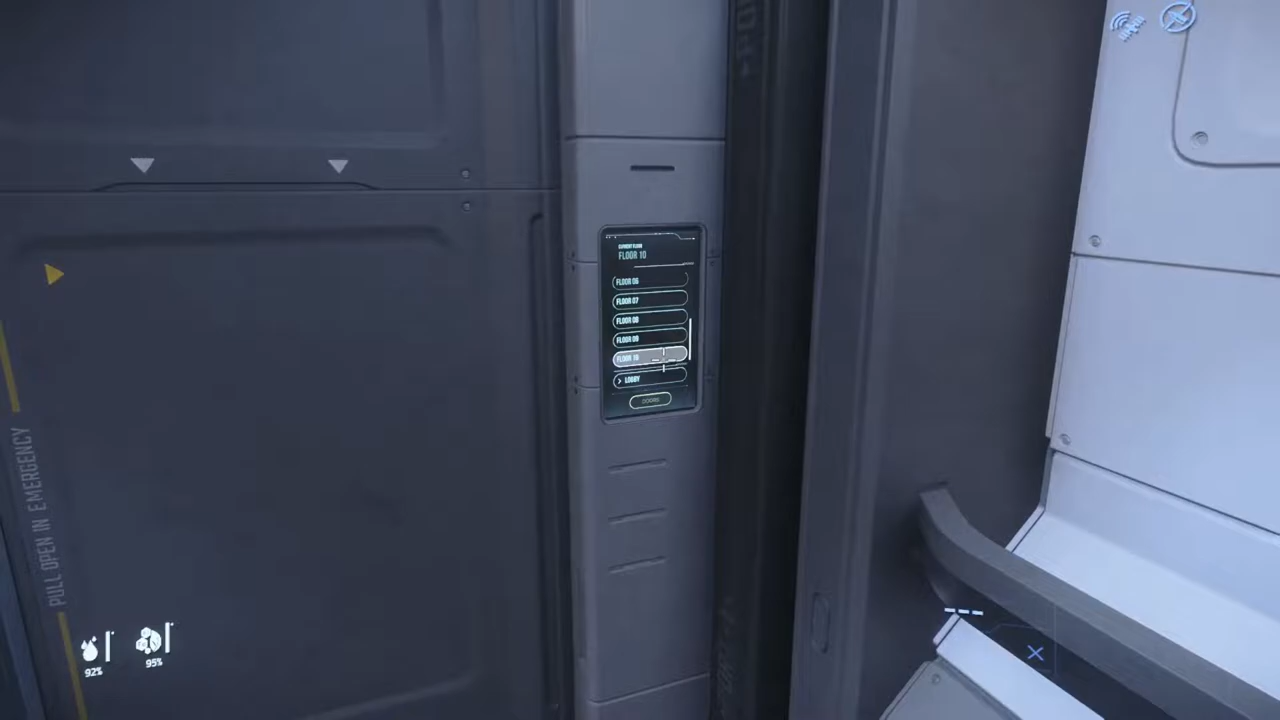 CURRENT FLOOR
FLOOR 10
FLOOR 06
FLOOR 07
FLOOR 08
FLOOR 09
FLOOR 10
> LOBBY
DOORS
PULL OPEN IN EMERGENCY
92%
95%